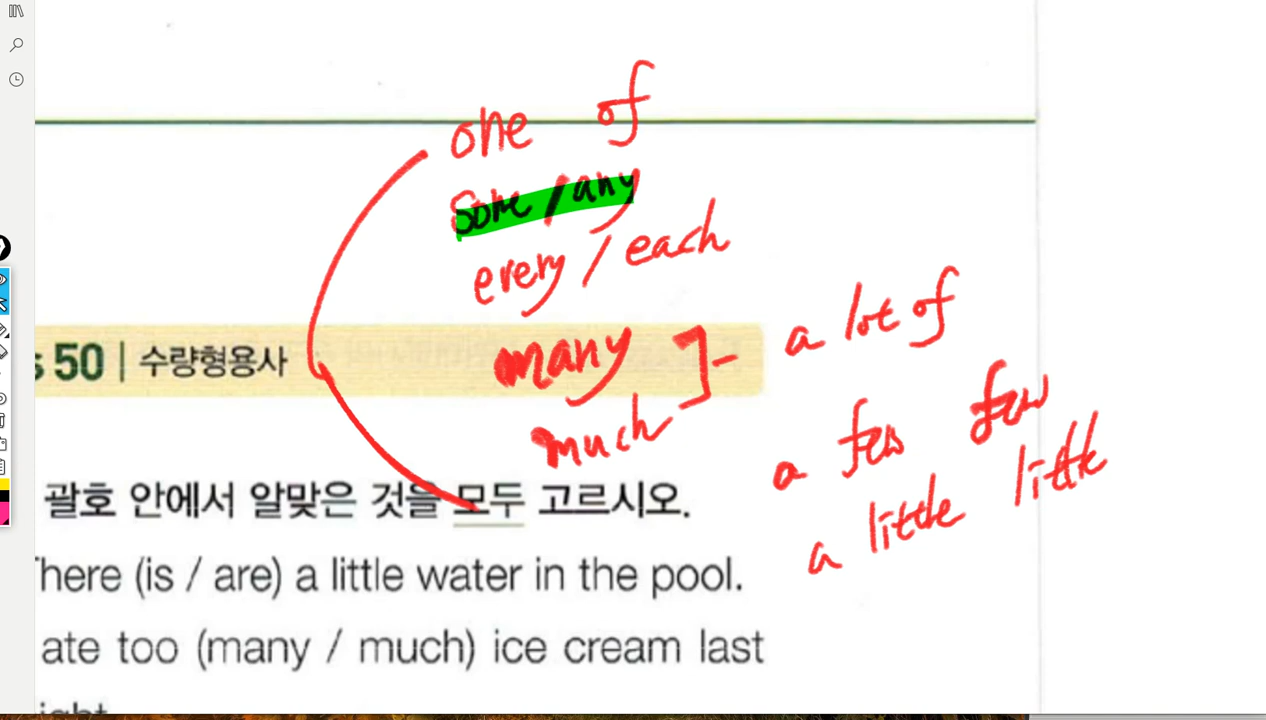 one of
some / any
every / each
many ] - a lot of
much
a few few
a little little
s 50 | 수량형용사
괄호 안에서 알맞은 것을 모두 고르시오.
There (is / are) a little water in the pool.
ate too (many / much) ice cream last